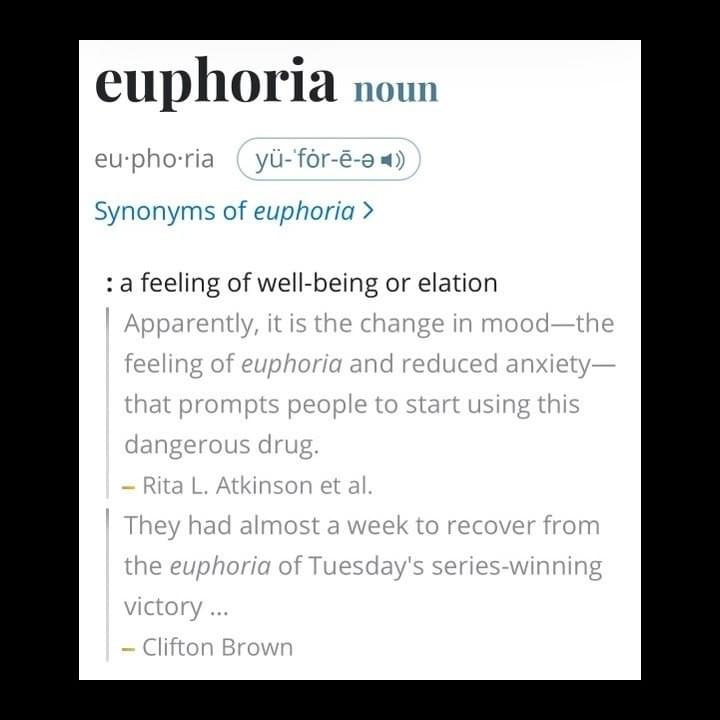 euphoria noun
eu·pho·ria yü-ˈfȯr-ē-ə
Synonyms of euphoria >
: a feeling of well-being or elation
Apparently, it is the change in mood—the
feeling of euphoria and reduced anxiety—
that prompts people to start using this
dangerous drug.
– Rita L. Atkinson et al.
They had almost a week to recover from
the euphoria of Tuesday's series-winning
victory ...
– Clifton Brown